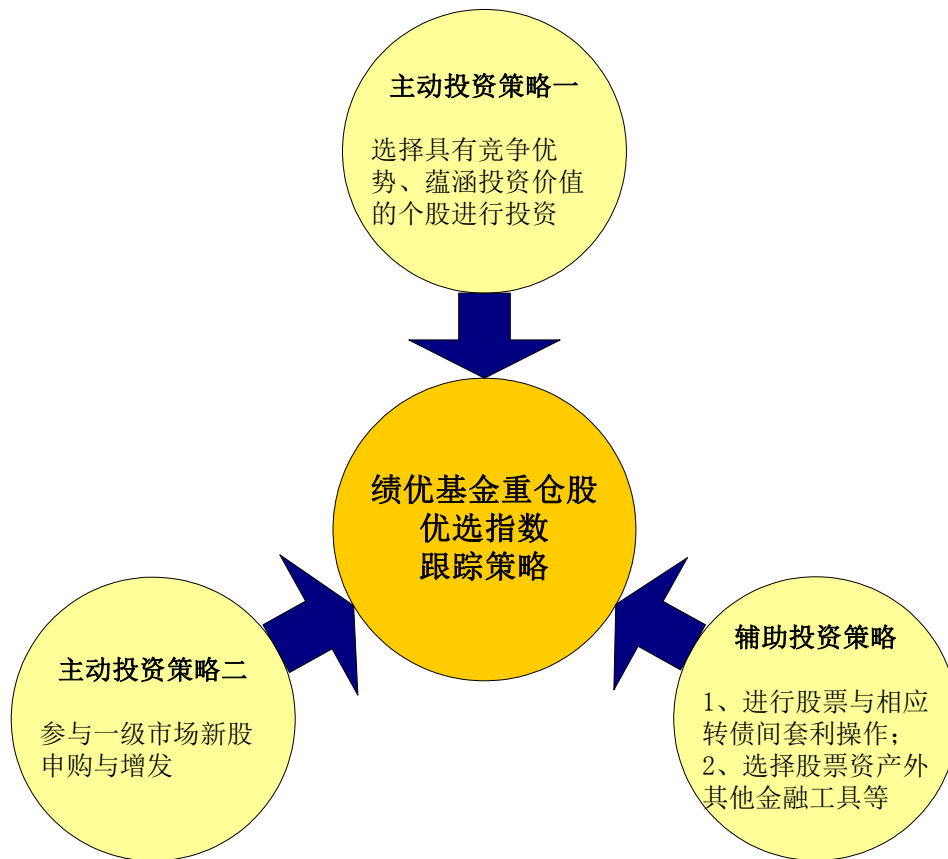 主动投资策略一
选择具有竞争优
势、蕴涵投资价值
的个股进行投资
绩优基金重仓股
优选指数
跟踪策略
主动投资策略二
参与一级市场新股
申购与增发
辅助投资策略
1、进行股票与相应
转债间套利操作;
2、选择股票资产外
其他金融工具等